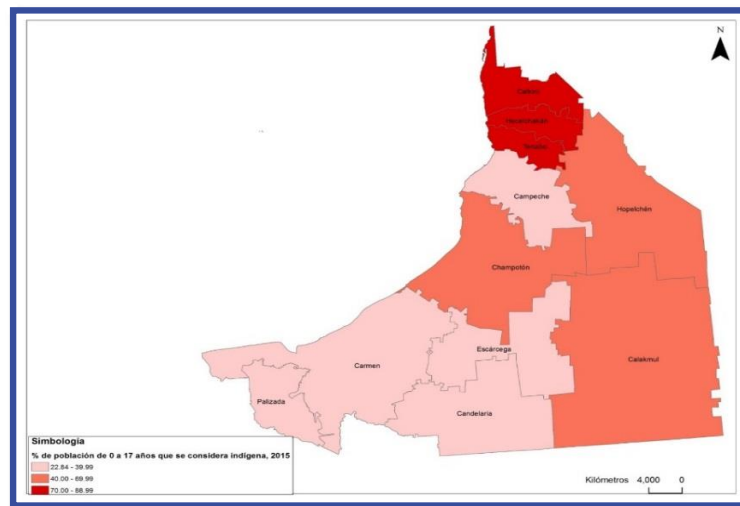 N
Calkiní
Hecelchakán
Tenabo
Campeche
Hopelchén
Champotón
Escárcega
Calakmul
Carmen
Palizada
Candelaria
Simbología
% de población de 0 a 17 años que se considera indígena, 2015
22.84 - 39.99
40.00 - 69.99
70.00 - 88.99
Kilómetros
4,000 0